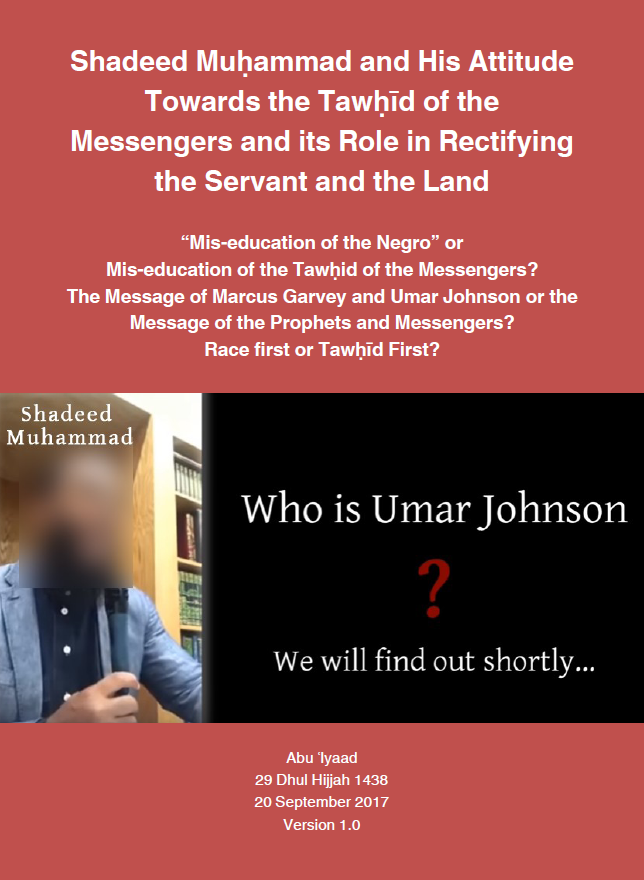 Shadeed Muḥammad and His Attitude
Towards the Tawḥīd of the
Messengers and its Role in Rectifying
the Servant and the Land
“Mis-education of the Negro” or
Mis-education of the Tawḥid of the Messengers?
The Message of Marcus Garvey and Umar Johnson or the
Message of the Prophets and Messengers?
Race first or Tawḥīd First?
Shadeed
Muhammad
Who is Umar Johnson
?
We will find out shortly...
Abu ʿIyaad
29 Dhul Hijjah 1438
20 September 2017
Version 1.0